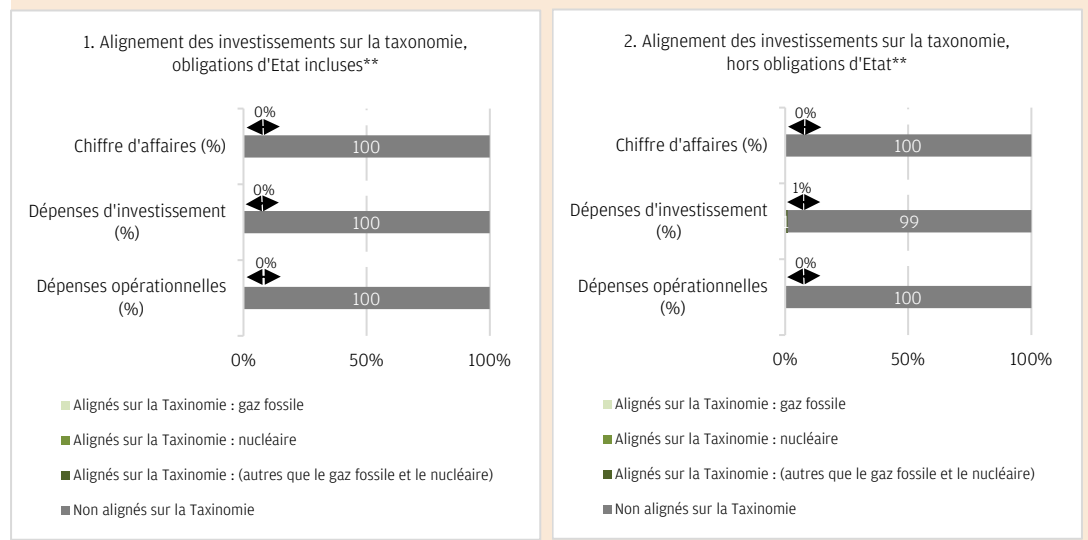 1. Alignement des investissements sur la taxonomie,
obligations d'Etat incluses**
0%
Chiffre d'affaires (%)
100
0%
Dépenses d'investissement
(%)
100
0%
Dépenses opérationnelles
(%)
100
0%
50%
100%
Alignés sur la Taxinomie : gaz fossile
Alignés sur la Taxinomie : nucléaire
Alignés sur la Taxinomie : (autres que le gaz fossile et le nucléaire)
Non alignés sur la Taxinomie
2. Alignement des investissements sur la taxonomie,
hors obligations d'Etat**
0%
Chiffre d'affaires (%)
100
1%
Dépenses d'investissement
(%)
1
99
0%
Dépenses opérationnelles
(%)
100
0%
50%
100%
Alignés sur la Taxinomie : gaz fossile
Alignés sur la Taxinomie : nucléaire
Alignés sur la Taxinomie : (autres que le gaz fossile et le nucléaire)
Non alignés sur la Taxinomie